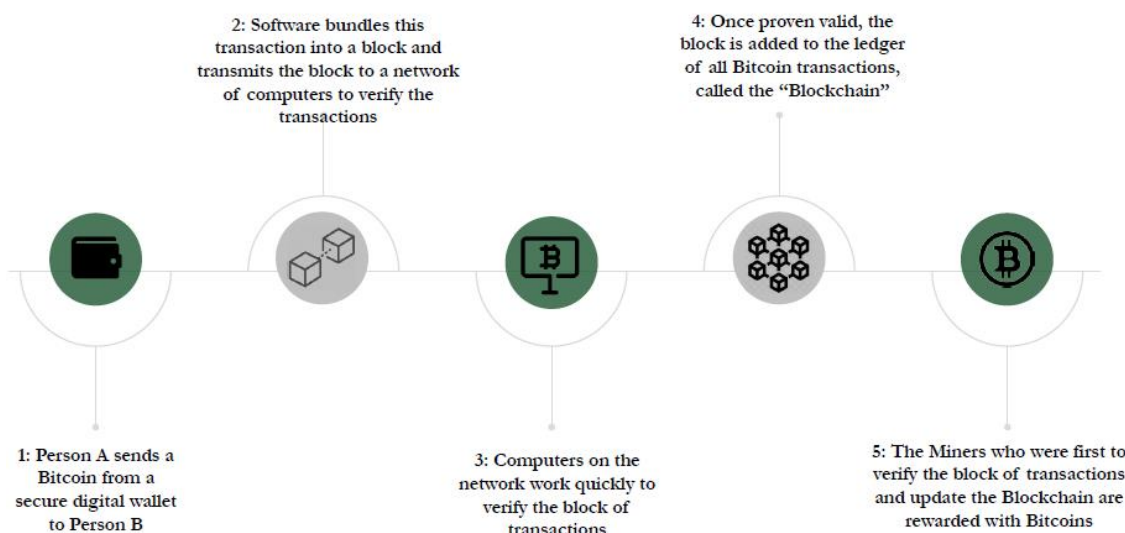 1: Person A sends a
Bitcoin from a
secure digital wallet
to Person B
2: Software bundles this
transaction into a block and
transmits the block to a network
of computers to verify the
transactions
3: Computers on the
network work quickly to
verify the block of
transactions
4: Once proven valid, the
block is added to the ledger
of all Bitcoin transactions,
called the “Blockchain”
5: The Miners who were first to
verify the block of transactions
and update the Blockchain are
rewarded with Bitcoins